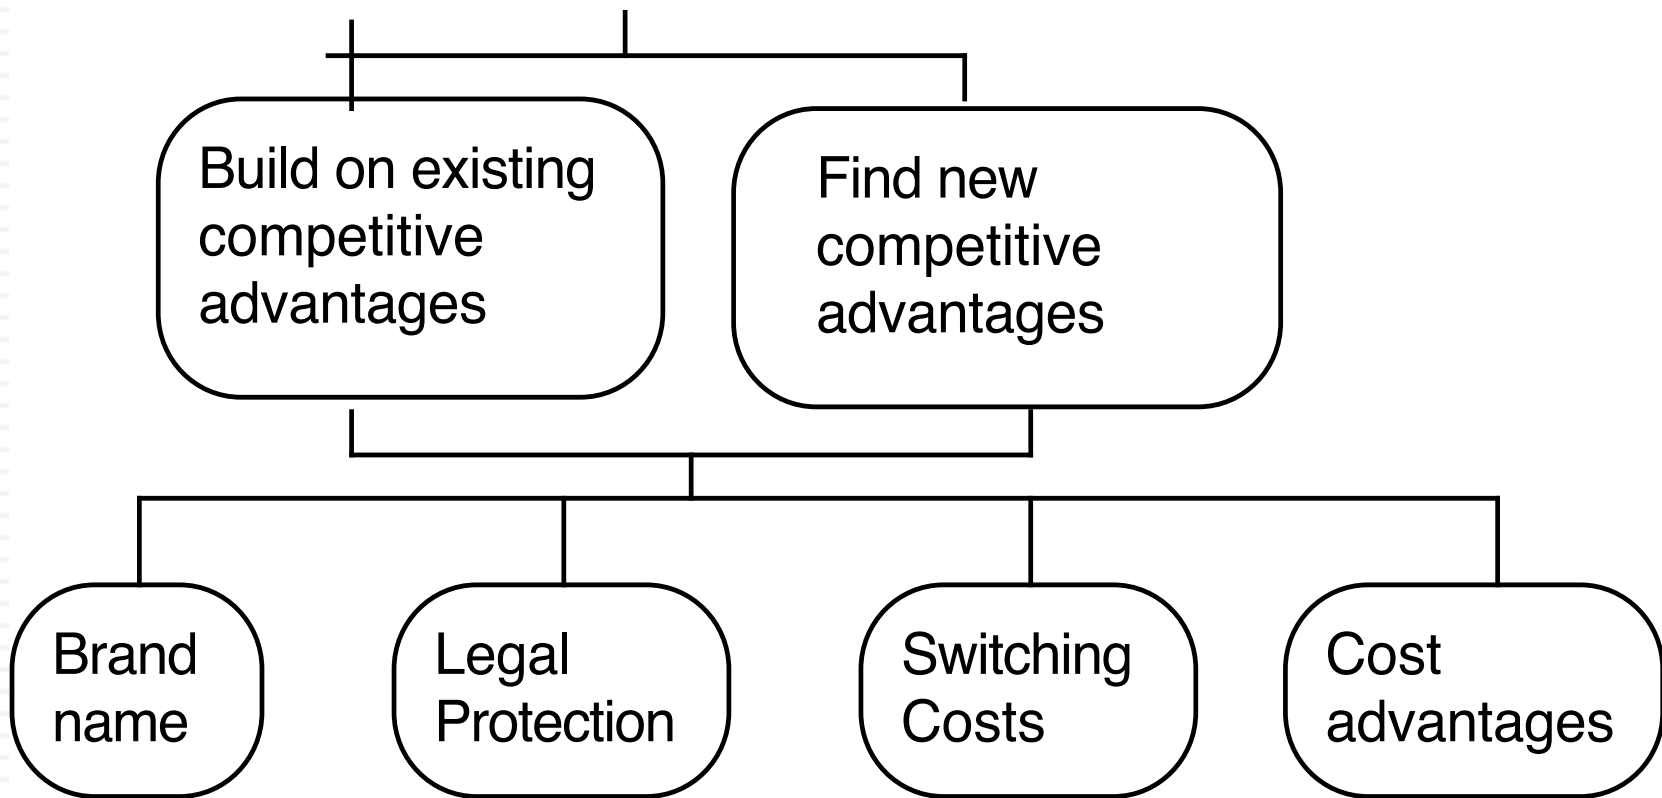 Build on existing
competitive
advantages
Find new
competitive
advantages
Brand
name
Legal
Protection
Switching
Costs
Cost
advantages